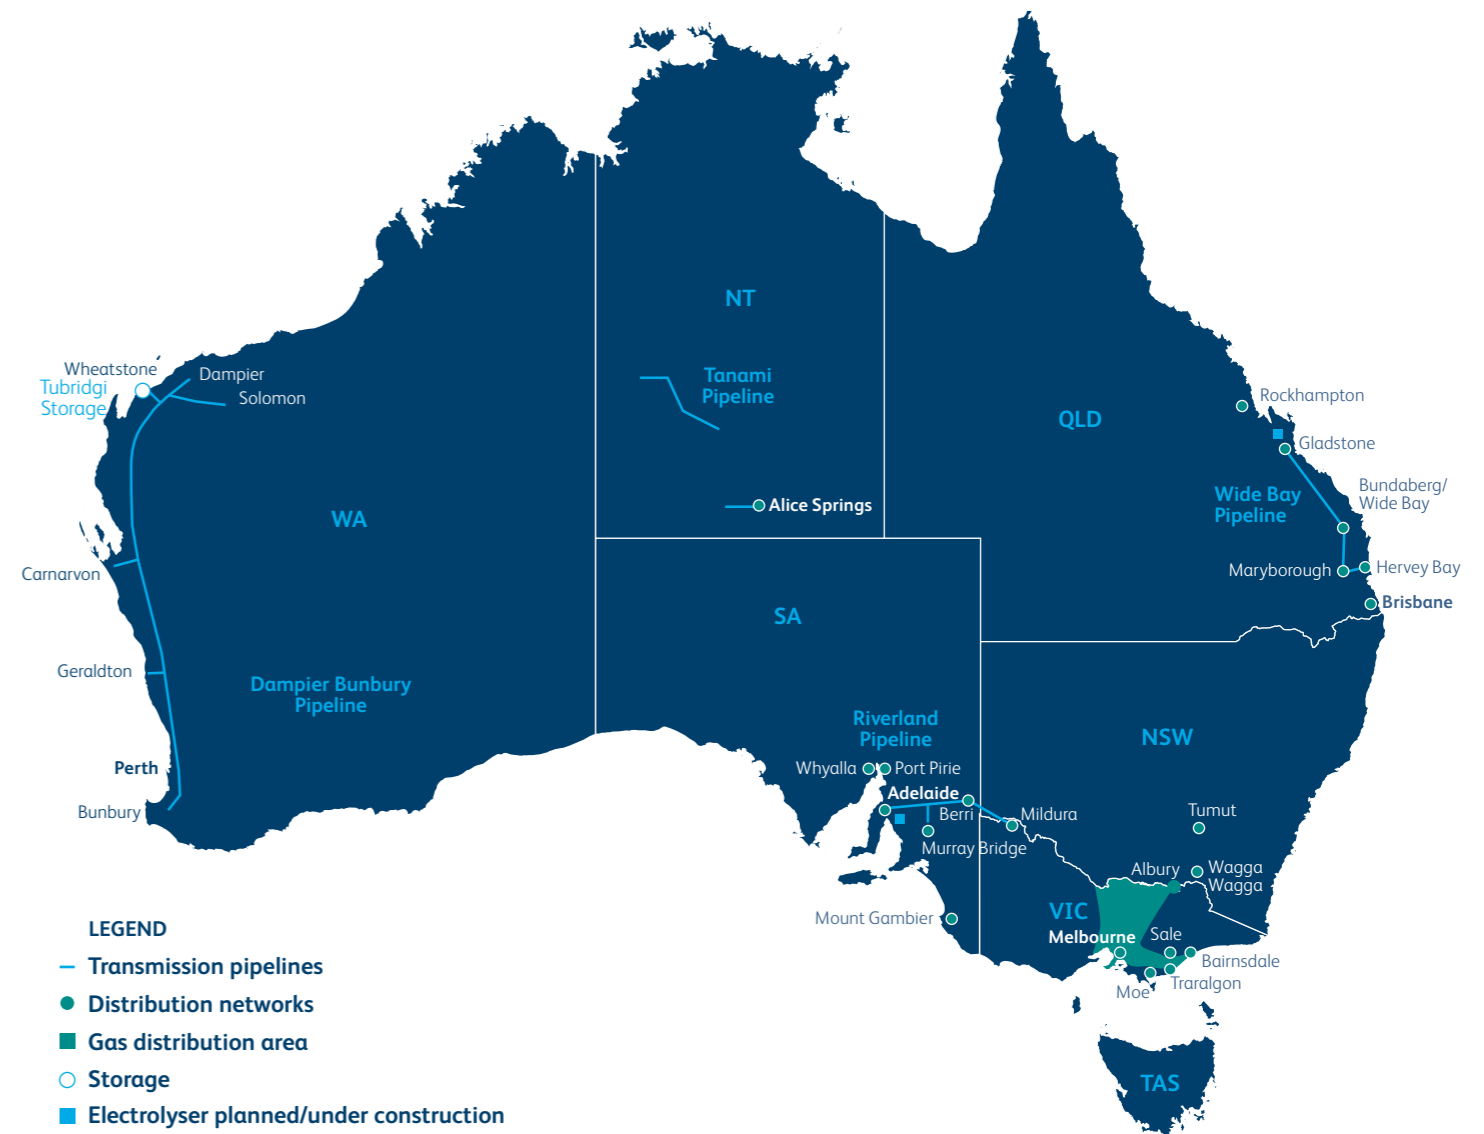 NT
Tanami
Pipeline
Wheatstone
Tubridgi
Storage
Dampier
Solomon
Rockhampton
QLD
Gladstone
Wide Bay
Pipeline
Bundaberg/
Wide Bay
Alice Springs
WA
Carnarvon
Maryborough
Hervey Bay
Brisbane
SA
Geraldton
Dampier Bunbury
Pipeline
Riverland
Pipeline
NSW
Perth
Whyalla
Port Pirie
Adelaide
Bunbury
Berri
Mildura
Tumut
Murray Bridge
Albury
Wagga
Wagga
Mount Gambier
VIC
Melbourne
Sale
Bairnsdale
Traralgon
Moe
TAS
LEGEND
Transmission pipelines
Distribution networks
Gas distribution area
Storage
Electrolyser planned/under construction